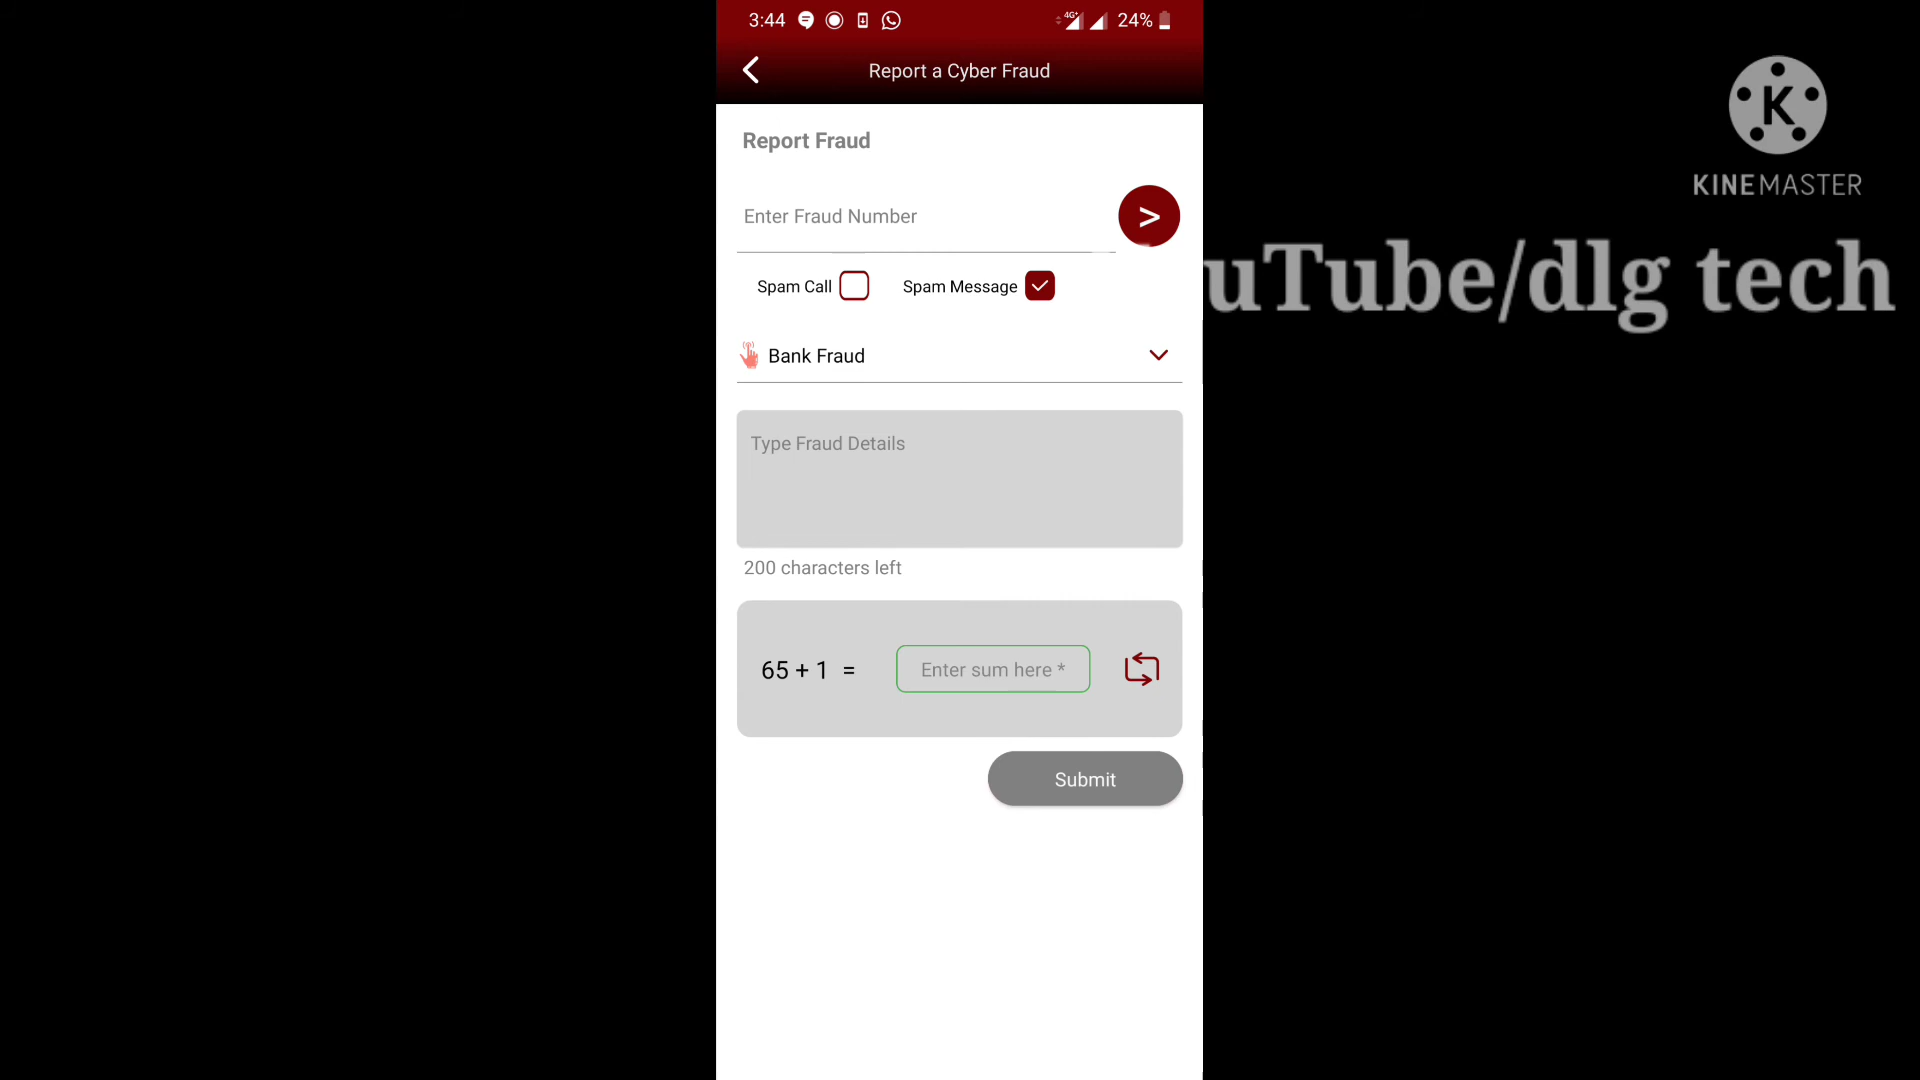 3:44 4G+ 24%
Report a Cyber Fraud
KINEMASTER
Report Fraud
Enter Fraud Number
>
uTube/dlg tech
Spam Call Spam Message
Bank Fraud
Type Fraud Details
200 characters left
65 + 1 = Enter sum here *
Submit